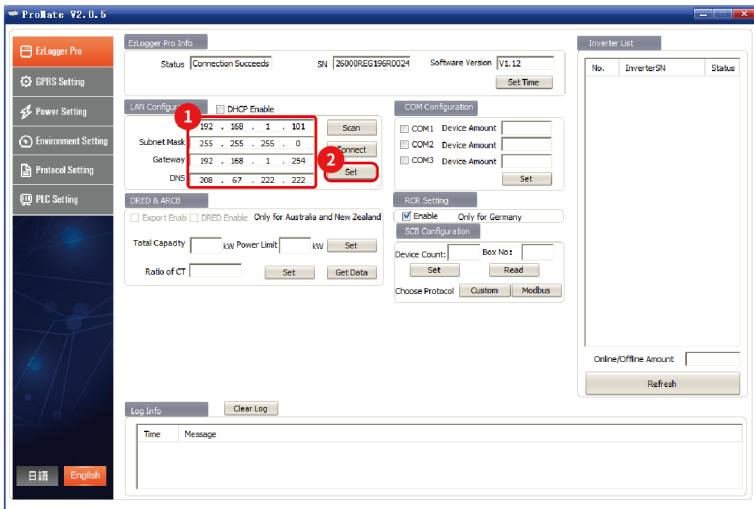 ProMate V2.0.5
EzLogger Pro
GPRS Setting
Power Setting
Environment Setting
Protocol Setting
PLC Setting
日語
English
EzLogger Pro Info
Status Connection Succeeds SN 26000REG196R0024 Software Version V1.12
Set Time
LAN Configur
DHCP Enable
1
192 . 168 . 1 . 101 Scan
Subnet Mask 255 . 255 . 255 . 0 Connect
Gateway 192 . 168 . 1 . 254
2
Set
DNS 208 . 67 . 222 . 222
COM Configuration
COM1 Device Amount
COM2 Device Amount
COM3 Device Amount
Set
DRED & ARCB
Export Enab DRED Enable Only for Australia and New Zealand
Total Capacity kW Power Limit kW Set
Ratio of CT Set Get Data
RCR Setting
Enable Only for Germany
SCB Configuration
Device Count: Box No:
Set Read
Choose Protocol Custom Modbus
Inverter List
No. InverterSN Status
Online/Offline Amount
Refresh
Log Info Clear Log
Time Message